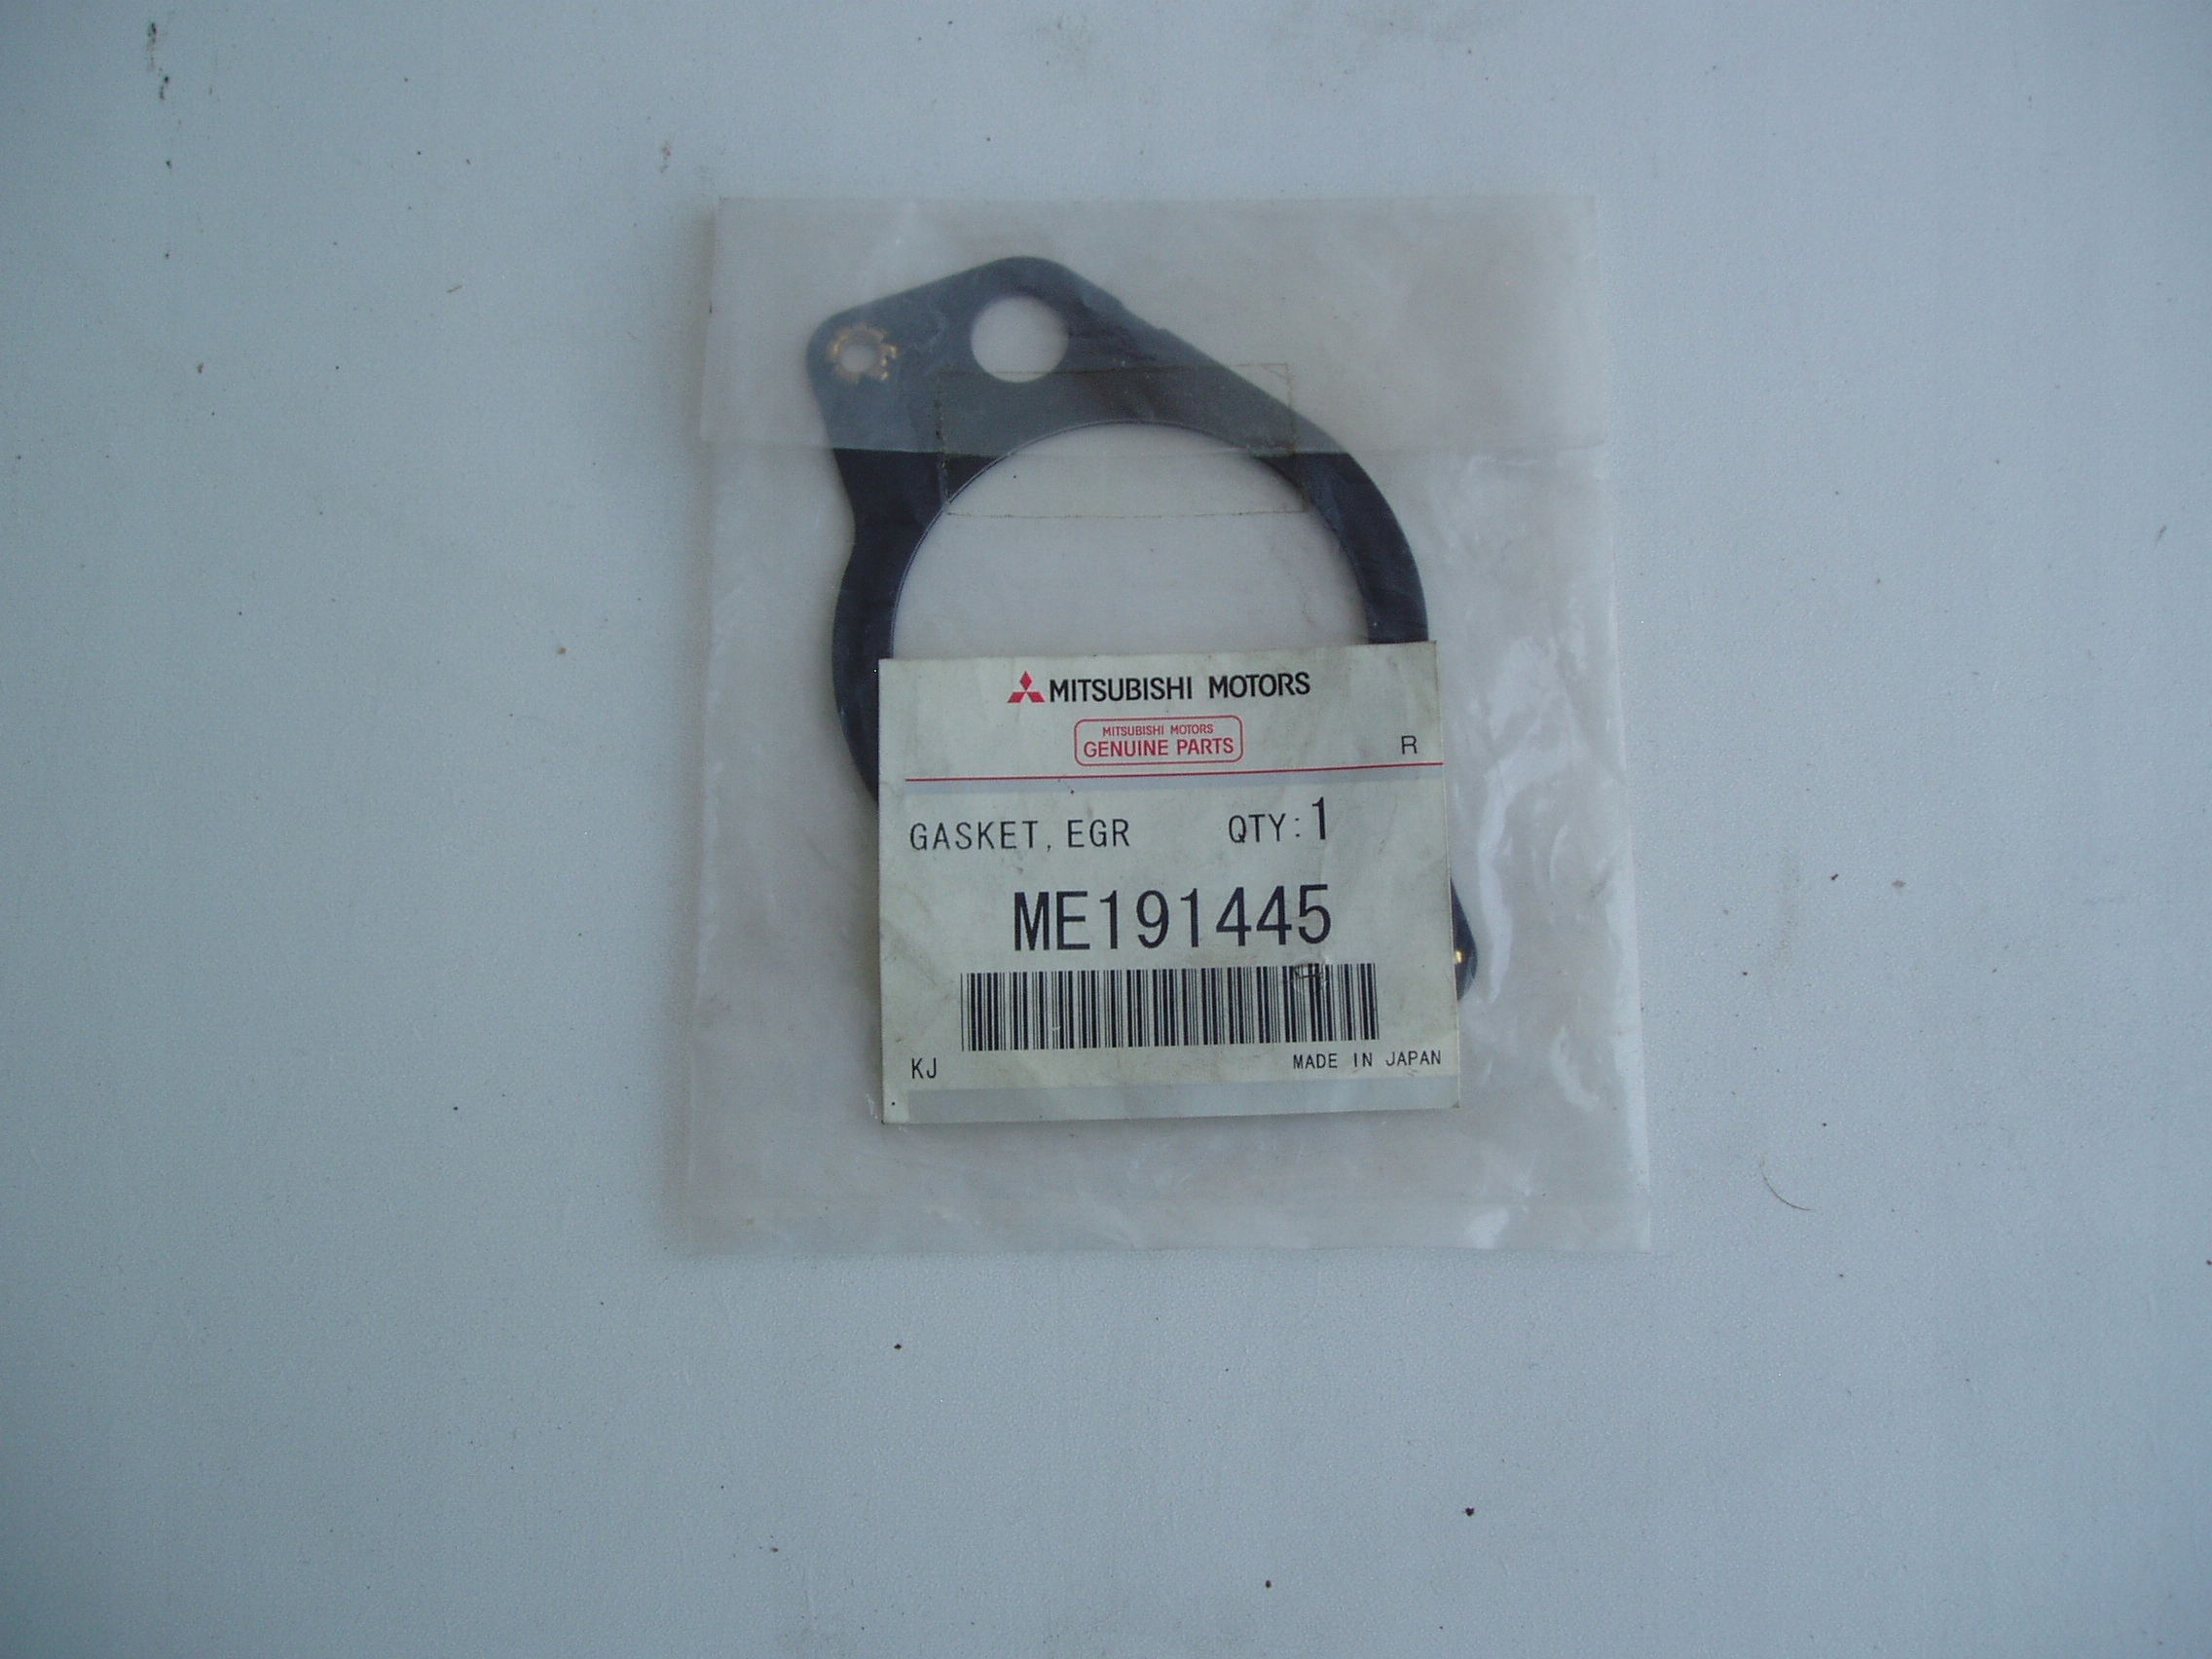 MITSUBISHI MOTORS
MITSUBISHI MOTORS
GENUINE PARTS
R
GASKET, EGR QTY:1
ME191445
KJ MADE IN JAPAN